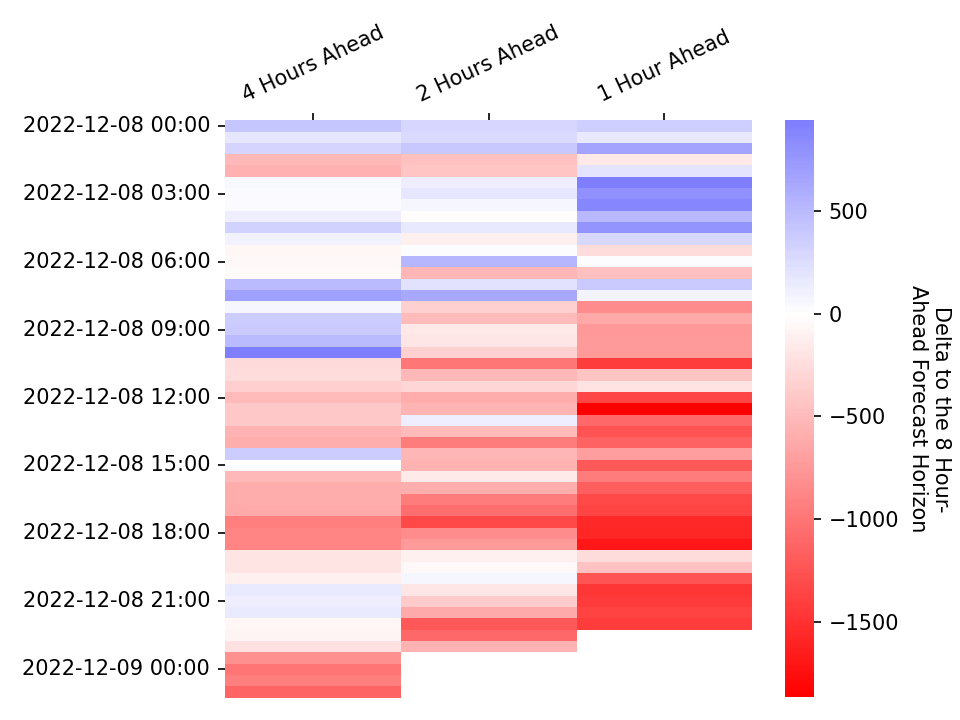 4 Hours Ahead
2 Hours Ahead
1 Hour Ahead
2022-12-08 00:00
2022-12-08 03:00
2022-12-08 06:00
2022-12-08 09:00
2022-12-08 12:00
2022-12-08 15:00
2022-12-08 18:00
2022-12-08 21:00
2022-12-09 00:00
500
0
−500
−1000
−1500
Delta to the 8 Hour-
Ahead Forecast Horizon